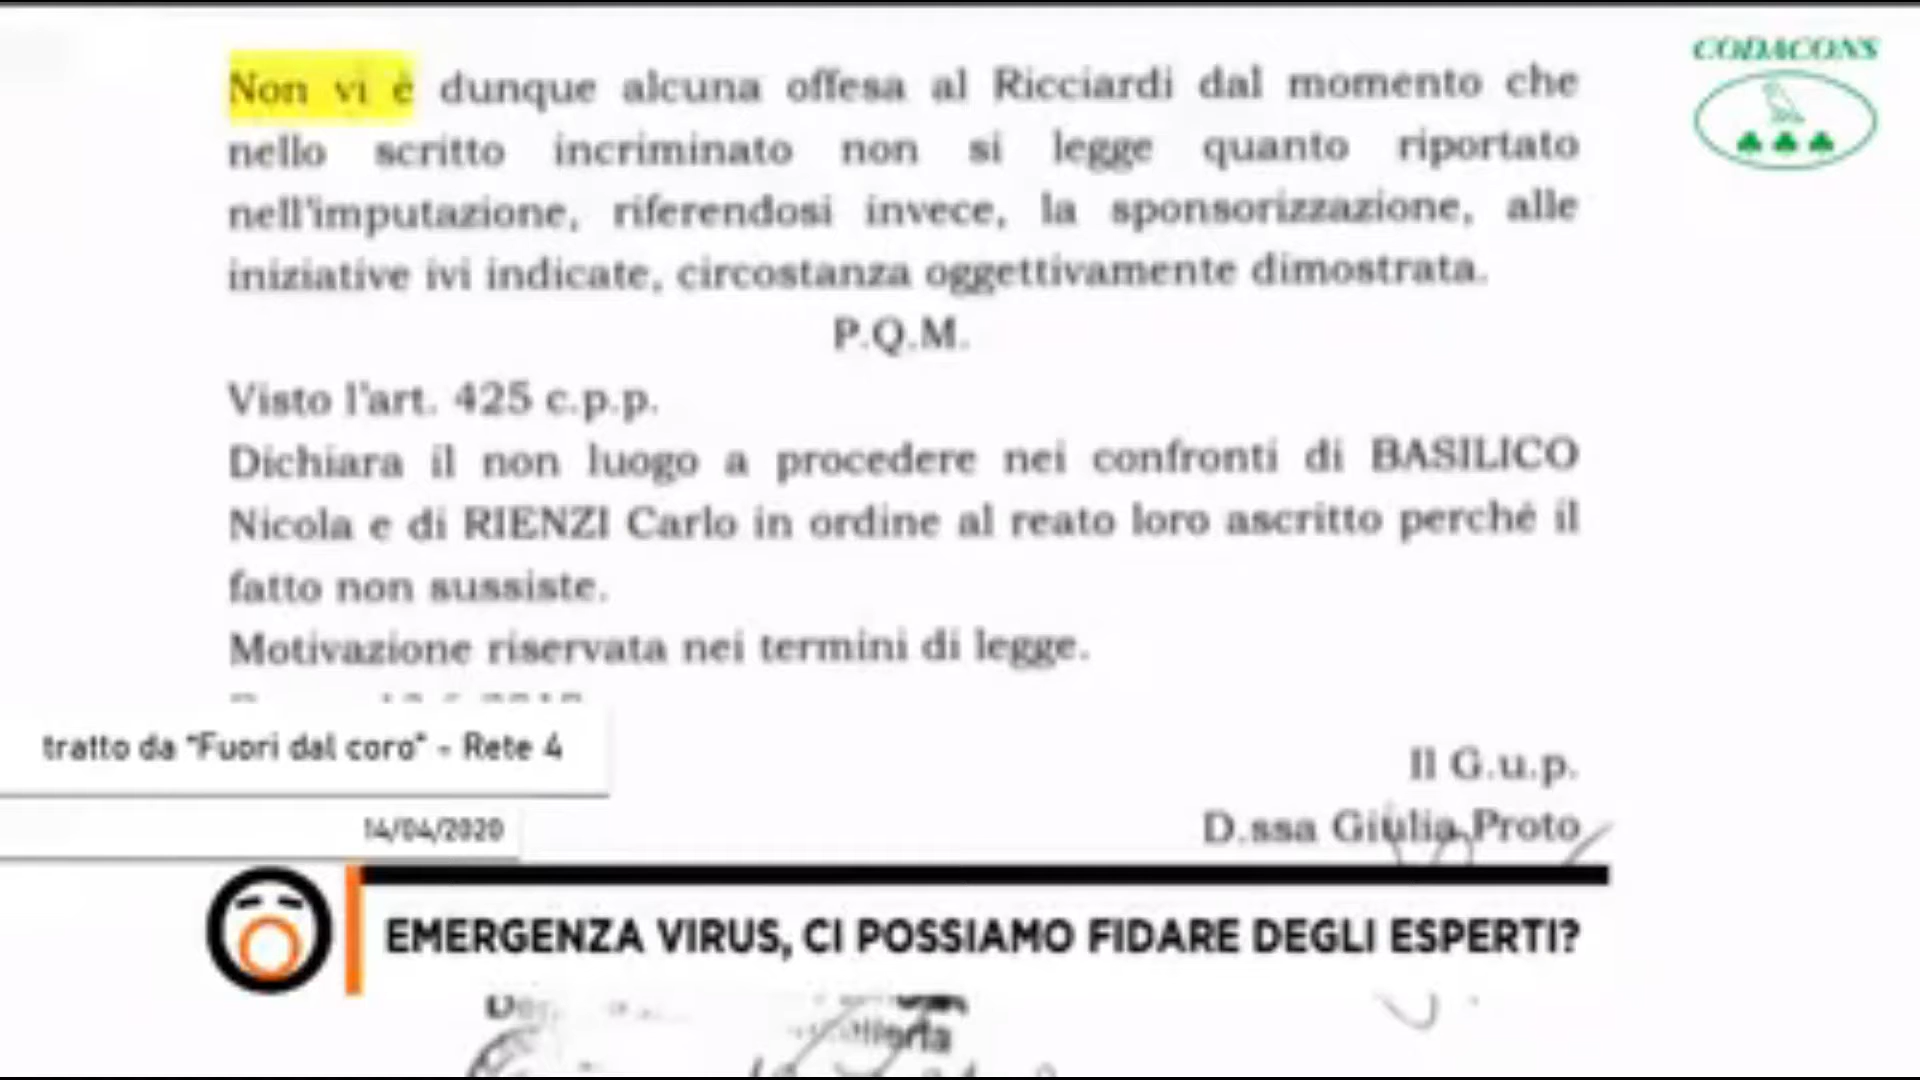 CODACONS
Non vi è dunque alcuna offesa al Ricciardi dal momento che
nello scritto incriminato non si legge quanto riportato
nell'imputazione, riferendosi invece, la sponsorizzazione, alle
iniziative ivi indicate, circostanza oggettivamente dimostrata.
P.Q.M.
Visto l'art. 425 c.p.p.
Dichiara il non luogo a procedere nei confronti di BASILICO
Nicola e di RIENZI Carlo in ordine al reato loro ascritto perché il
fatto non sussiste.
Motivazione riservata nei termini di legge.
tratto da "Fuori dal coro" - Rete 4
14/04/2020
Il G.u.p.
D.ssa Giulia Proto
EMERGENZA VIRUS, CI POSSIAMO FIDARE DEGLI ESPERTI?